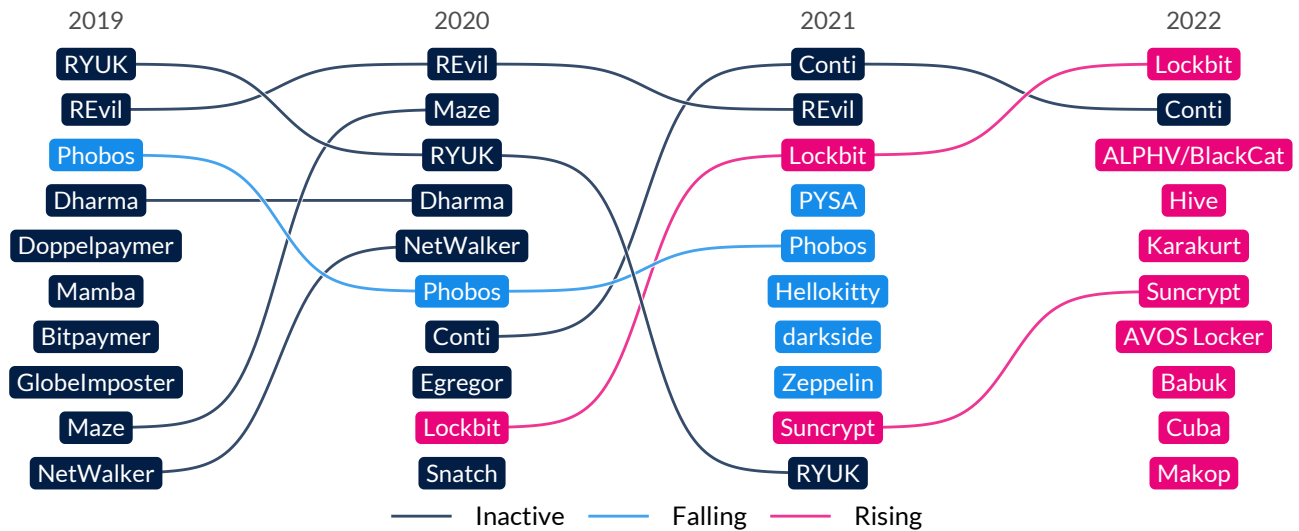 2019 2020 2021 2022
RYUK REvil Conti Lockbit
REvil Maze REvil Conti
Phobos RYUK Lockbit ALPHV/BlackCat
Dharma Dharma PYSA Hive
Doppelpaymer NetWalker Phobos Karakurt
Mamba Phobos Hellokitty Suncrypt
Bitpaymer Conti darkside AVOS Locker
GlobeImposter Egregor Zeppelin Babuk
Maze Lockbit Suncrypt Cuba
NetWalker Snatch RYUK Makop
Inactive Falling Rising